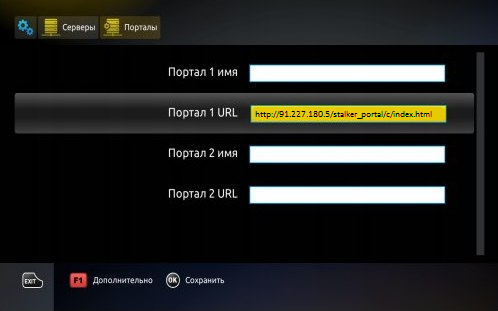 Серверы Порталы
Портал 1 имя
Портал 1 URL http://91.227.180.5/stalker_portal/c/index.html
Портал 2 имя
Портал 2 URL
EXIT F1 Дополнительно OK Сохранить